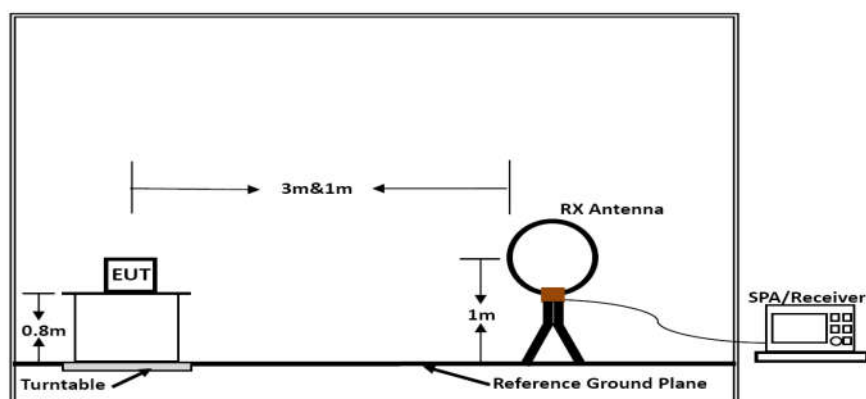 3m&1m
RX Antenna
EUT
SPA/Receiver
0.8m
1m
Turntable
Reference Ground Plane